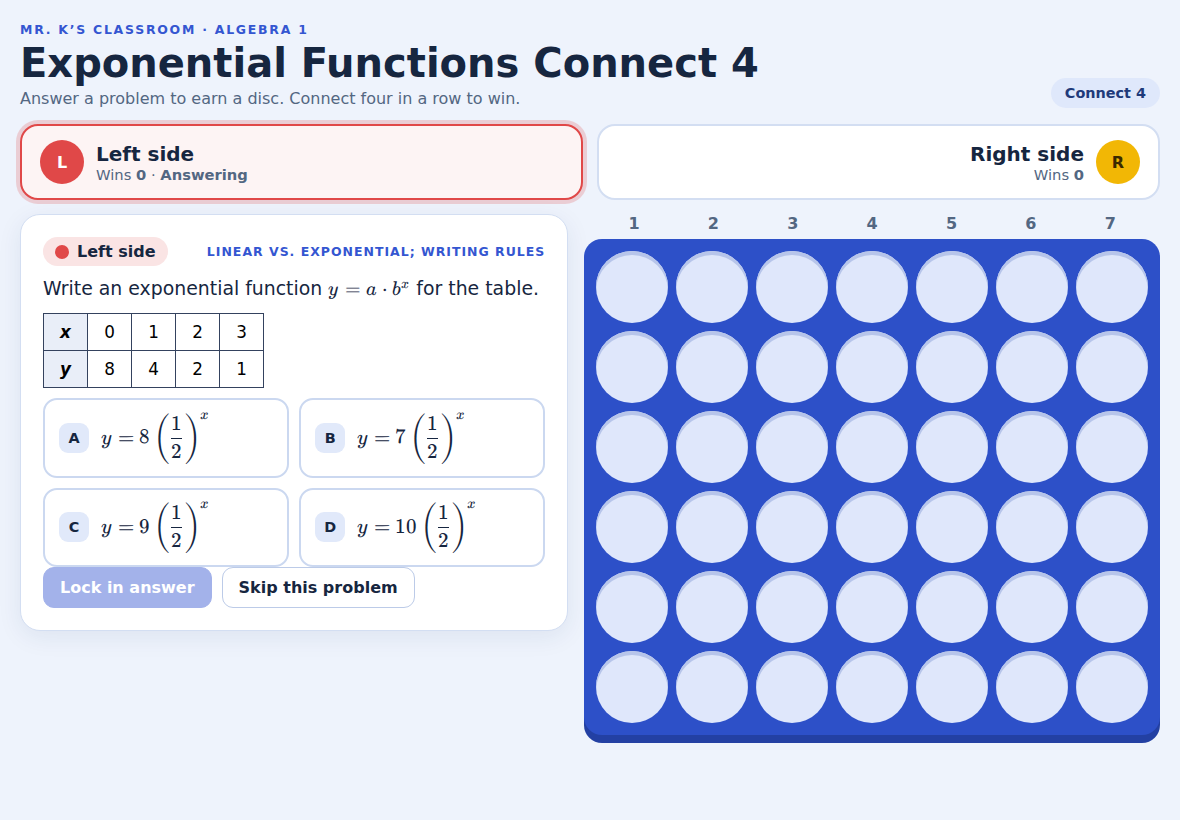 MR. K’S CLASSROOM · ALGEBRA 1
Exponential Functions Connect 4
Answer a problem to earn a disc. Connect four in a row to win.
Connect 4
L
Left side
Wins 0 · Answering
Right side
Wins 0
R
Left side
LINEAR VS. EXPONENTIAL; WRITING RULES
Write an exponential function y = a · b^x for the table.
x 0 1 2 3
y 8 4 2 1
A y = 8 (1/2)^x
B y = 7 (1/2)^x
C y = 9 (1/2)^x
D y = 10 (1/2)^x
Lock in answer
Skip this problem
1 2 3 4 5 6 7